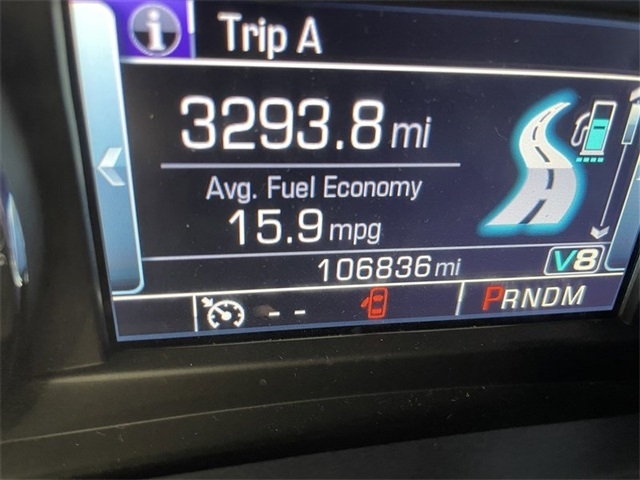 i Trip A
3293.8 mi
Avg. Fuel Economy
15.9 mpg
106836 mi V8
-- PRNDM